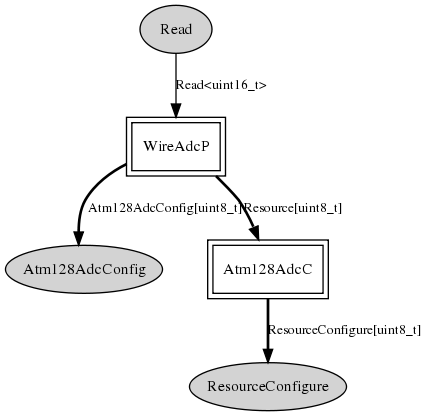 Read
Read<uint16_t>
WireAdcP
Atm128AdcConfig[uint8_t]
Resource[uint8_t]
Atm128AdcConfig
Atm128AdcC
ResourceConfigure[uint8_t]
ResourceConfigure